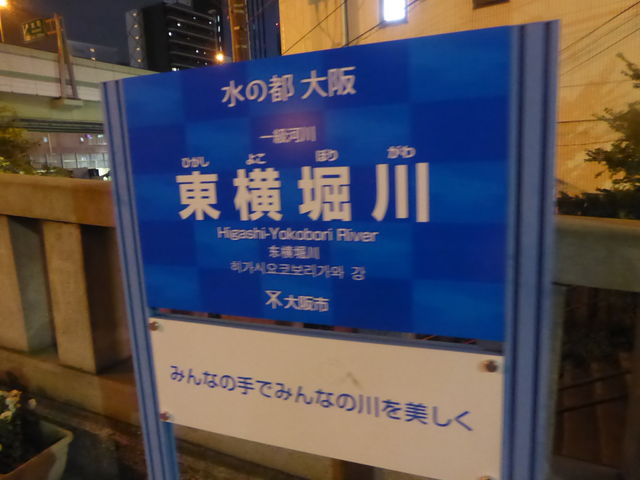 水の都 大阪
一級河川
ひがし よこ ぼり がわ
東横堀川
Higashi-Yokobori River
东横堀川
히가시요코보리가와 강
大阪市
みんなの手でみんなの川を美しく